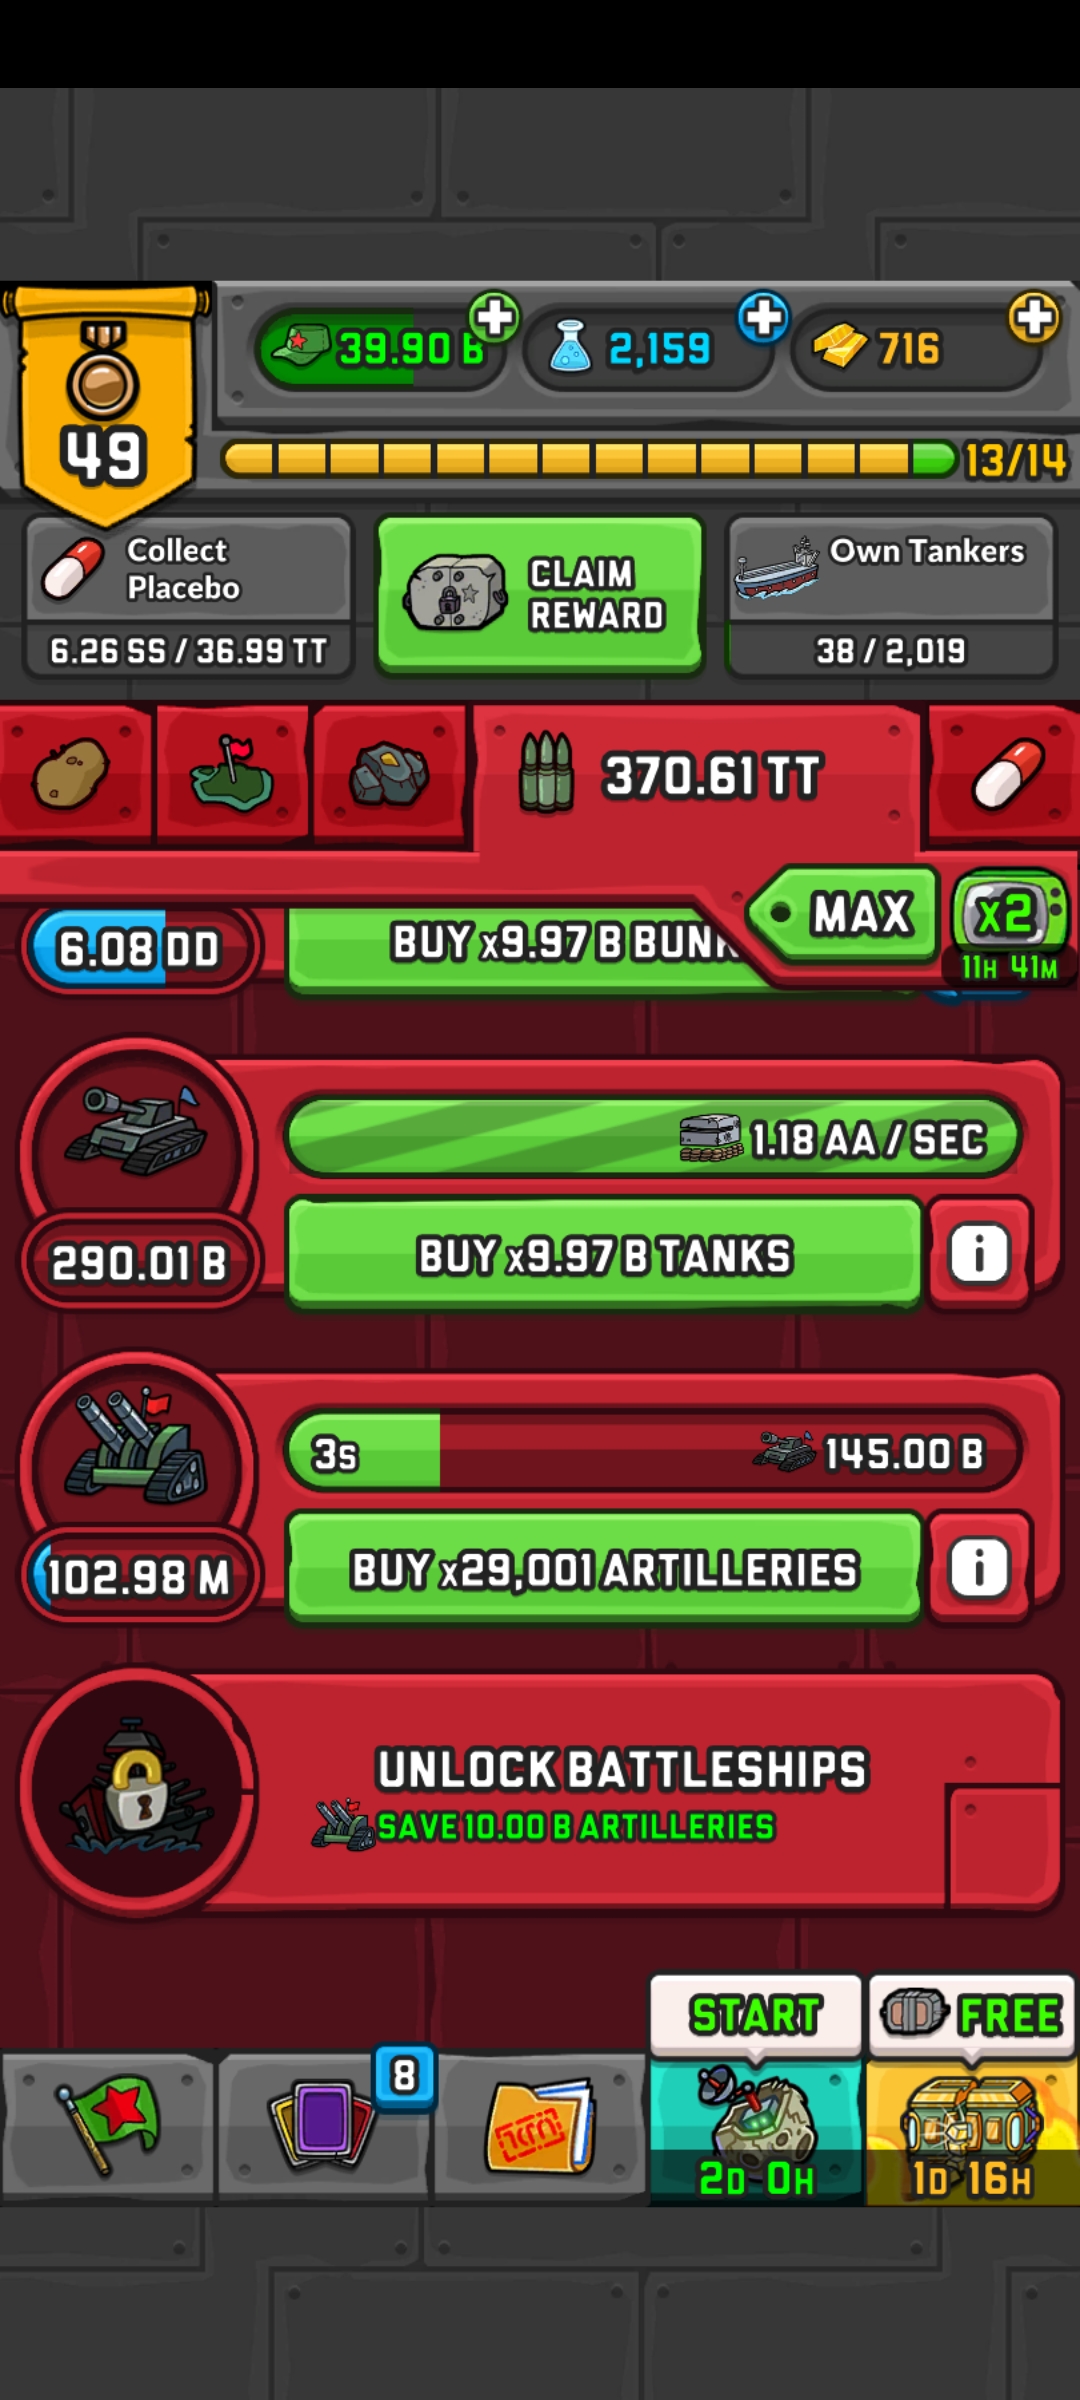 39.90 B
2,159
716
49
13/14
Collect
Placebo
6.26 SS / 36.99 TT
CLAIM
REWARD
Own Tankers
38 / 2,019
370.61 TT
MAX
x2
11H 41M
6.08 DD
BUY x9.97 B BUN
1.18 AA / SEC
290.01 B
BUY x9.97 B TANKS
3s
145.00 B
102.98 M
BUY x29,001 ARTILLERIES
UNLOCK BATTLESHIPS
SAVE 10.00 B ARTILLERIES
START
FREE
8
2D 0H
1D 16H